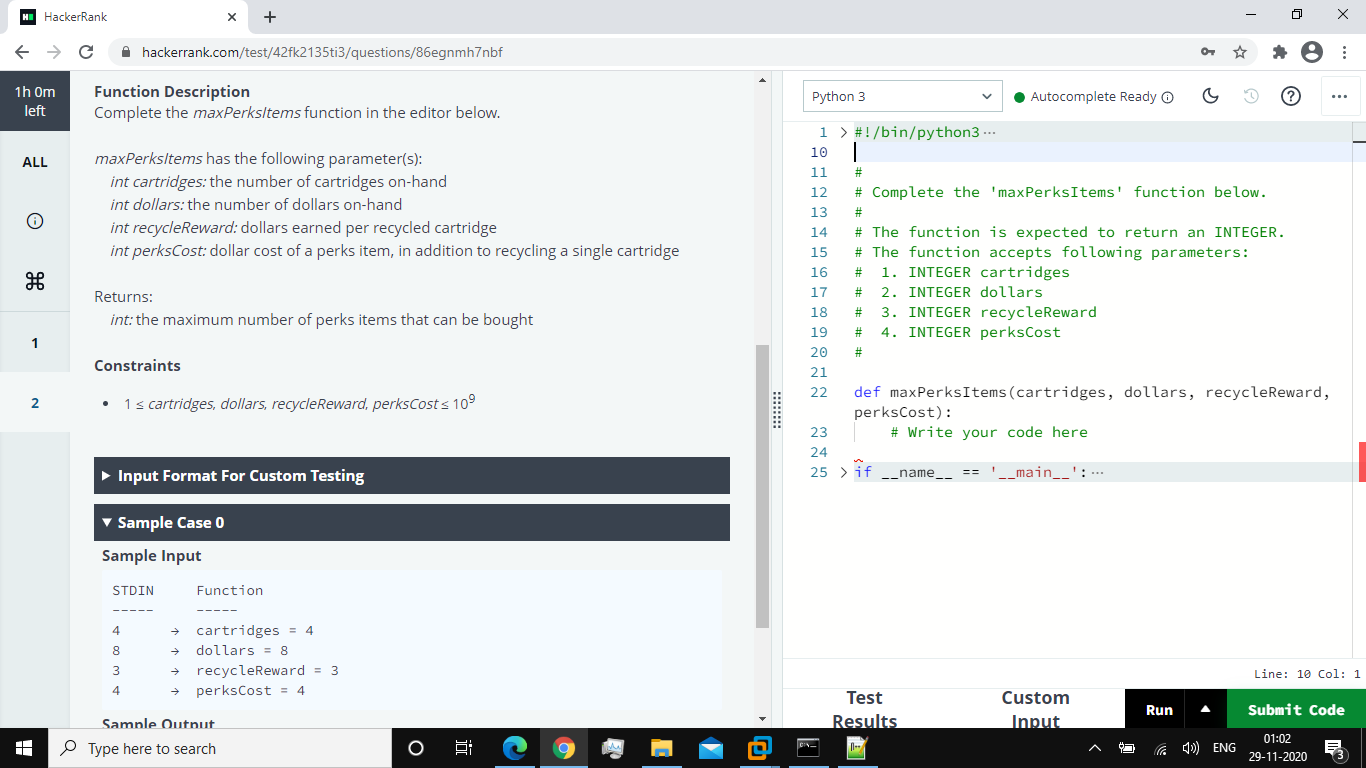 HackerRank
hackerrank.com/test/42fk2135ti3/questions/86egnmh7nbf
1h 0m
left
ALL
1
2
Function Description
Complete the maxPerksItems function in the editor below.
maxPerksItems has the following parameter(s):
int cartridges: the number of cartridges on-hand
int dollars: the number of dollars on-hand
int recycleReward: dollars earned per recycled cartridge
int perksCost: dollar cost of a perks item, in addition to recycling a single cartridge
Returns:
int: the maximum number of perks items that can be bought
Constraints
• 1 ≤ cartridges, dollars, recycleReward, perksCost ≤ 10⁹
Input Format For Custom Testing
Sample Case 0
Sample Input
STDIN Function
----- -----
4 → cartridges = 4
8 → dollars = 8
3 → recycleReward = 3
4 → perksCost = 4
Sample Output
Python 3
Autocomplete Ready
1 #!/bin/python3 ...
10
11 #
12 # Complete the 'maxPerksItems' function below.
13 #
14 # The function is expected to return an INTEGER.
15 # The function accepts following parameters:
16 #  1. INTEGER cartridges
17 #  2. INTEGER dollars
18 #  3. INTEGER recycleReward
19 #  4. INTEGER perksCost
20 #
21
22 def maxPerksItems(cartridges, dollars, recycleReward,
perksCost):
23     # Write your code here
24
25 if __name__ == '__main__': ...
Line: 10 Col: 1
Test
Results
Custom
Input
Run
Submit Code
Type here to search
ENG
01:02
29-11-2020
3